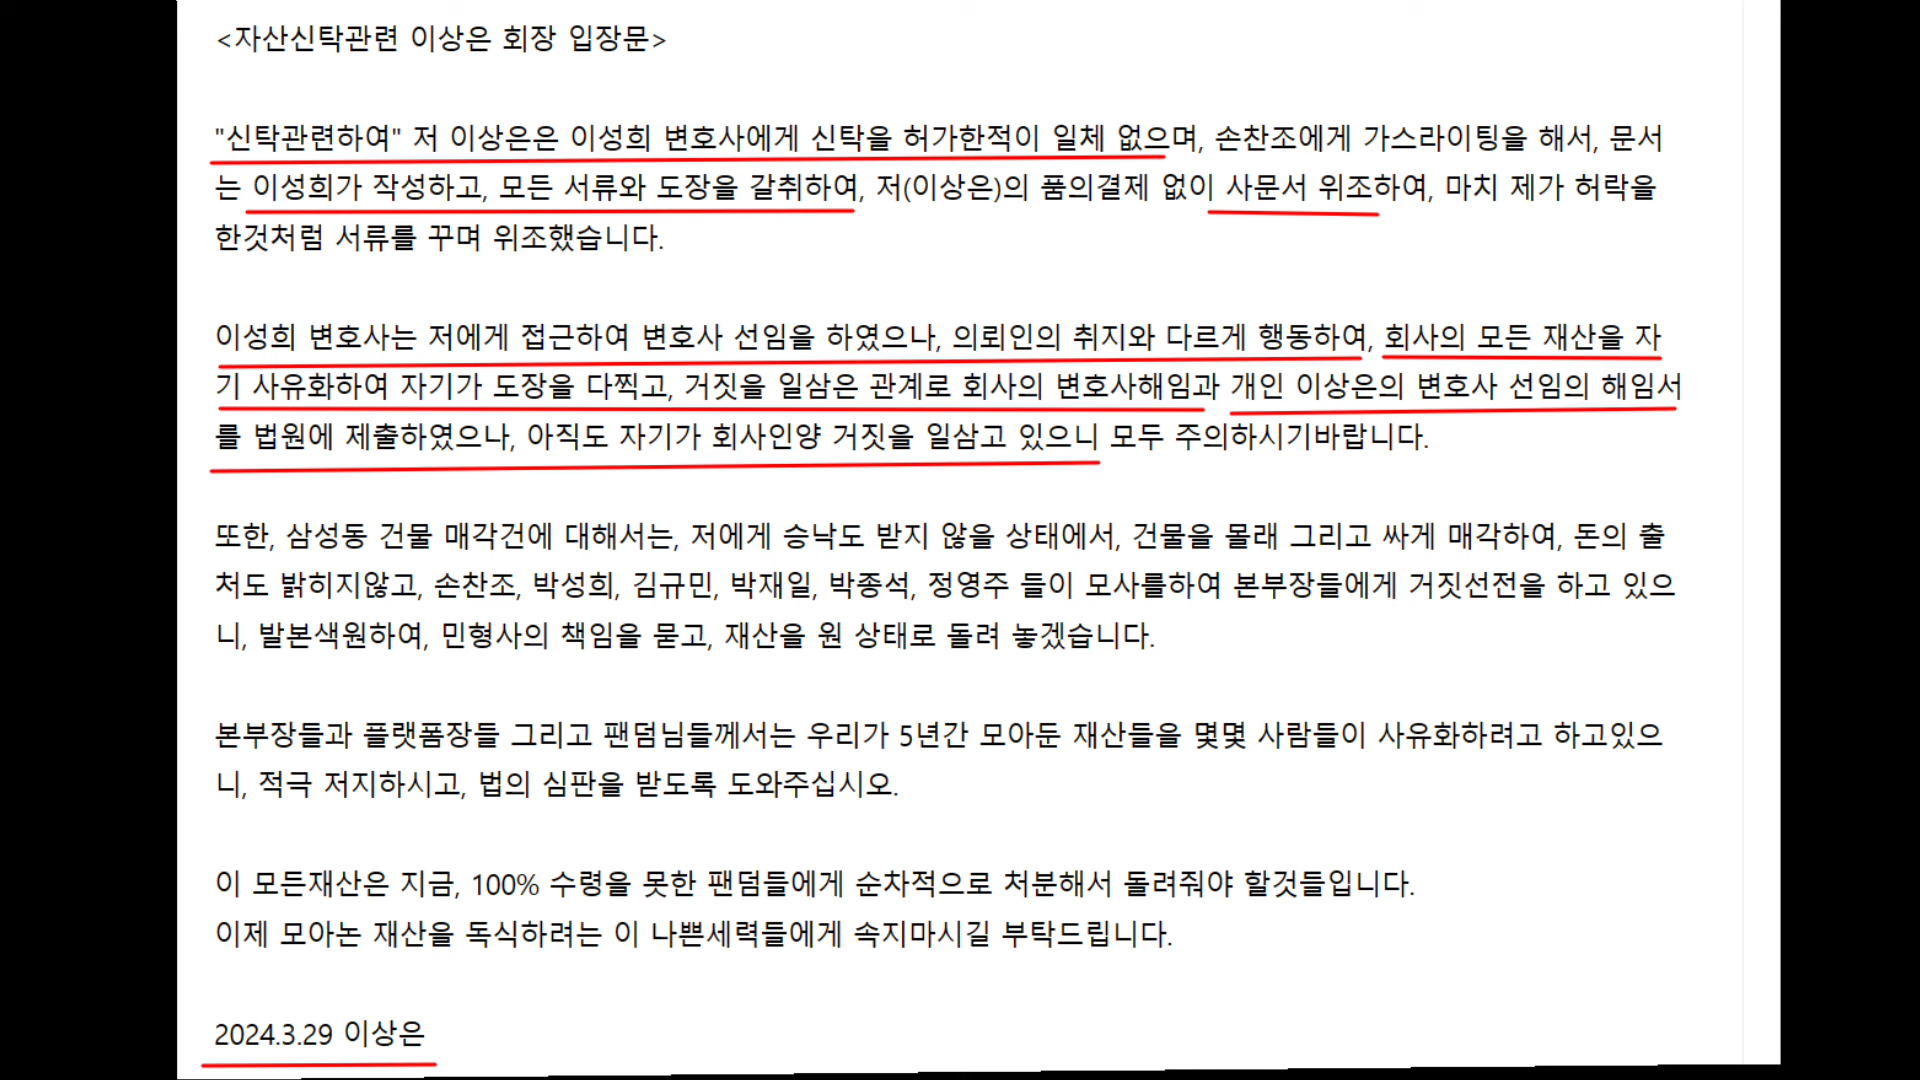 <자산신탁관련 이상은 회장 입장문>
"신탁관련하여" 저 이상은은 이성희 변호사에게 신탁을 허가한적이 일체 없으며, 손찬조에게 가스라이팅을 해서, 문서
는 이성희가 작성하고, 모든 서류와 도장을 갈취하여, 저(이상은)의 품의결제 없이 사문서 위조하여, 마치 제가 허락을
한것처럼 서류를 꾸며 위조했습니다.
이성희 변호사는 저에게 접근하여 변호사 선임을 하였으나, 의뢰인의 취지와 다르게 행동하여, 회사의 모든 재산을 자
기 사유화하여 자기가 도장을 다찍고, 거짓을 일삼은 관계로 회사의 변호사해임과 개인 이상은의 변호사 선임의 해임서
를 법원에 제출하였으나, 아직도 자기가 회사인양 거짓을 일삼고 있으니 모두 주의하시기바랍니다.
또한, 삼성동 건물 매각건에 대해서는, 저에게 승낙도 받지 않을 상태에서, 건물을 몰래 그리고 싸게 매각하여, 돈의 출
처도 밝히지않고, 손찬조, 박성희, 김규민, 박재일, 박종석, 정영주 들이 모사를하여 본부장들에게 거짓선전을 하고 있으
니, 발본색원하여, 민형사의 책임을 묻고, 재산을 원 상태로 돌려 놓겠습니다.
본부장들과 플랫폼장들 그리고 팬덤님들께서는 우리가 5년간 모아둔 재산들을 몇몇 사람들이 사유화하려고 하고있으
니, 적극 저지하시고, 법의 심판을 받도록 도와주십시오.
이 모든재산은 지금, 100% 수령을 못한 팬덤들에게 순차적으로 처분해서 돌려줘야 할것들입니다.
이제 모아논 재산을 독식하려는 이 나쁜세력들에게 속지마시길 부탁드립니다.
2024.3.29 이상은